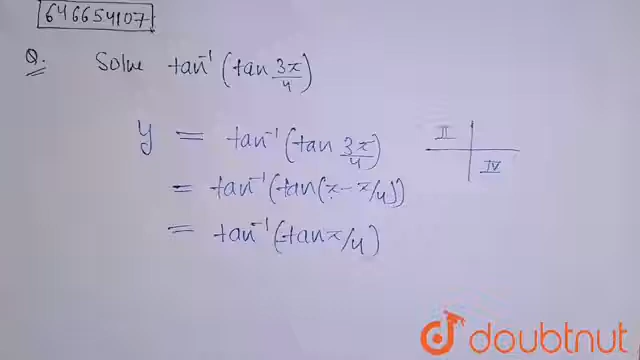 646654107
Q. Solve tan⁻¹(tan 3π/4)
y = tan⁻¹(tan 3π/4)
II
= tan⁻¹(tan(π - π/4))
IV
= tan⁻¹(-tan π/4)
doubtnut